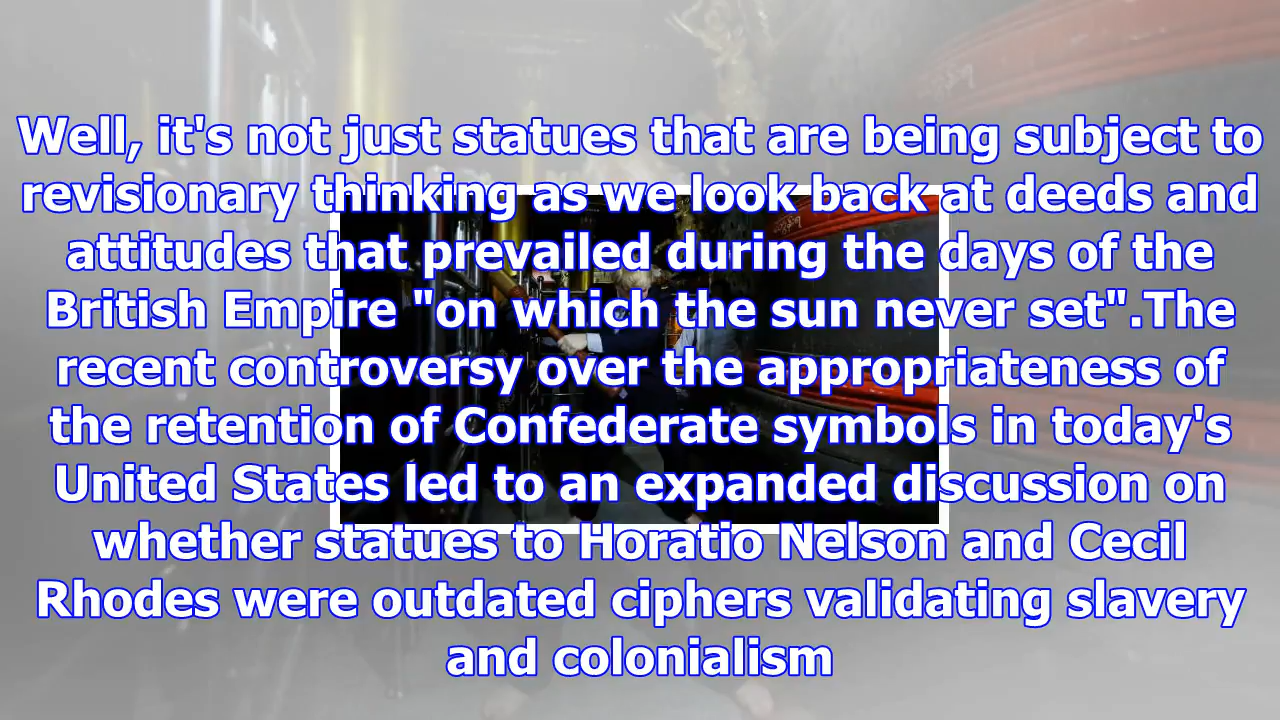 Well, it's not just statues that are being subject to
revisionary thinking as we look back at deeds and
attitudes that prevailed during the days of the
British Empire "on which the sun never set".The
recent controversy over the appropriateness of
the retention of Confederate symbols in today's
United States led to an expanded discussion on
whether statues to Horatio Nelson and Cecil
Rhodes were outdated ciphers validating slavery
and colonialism